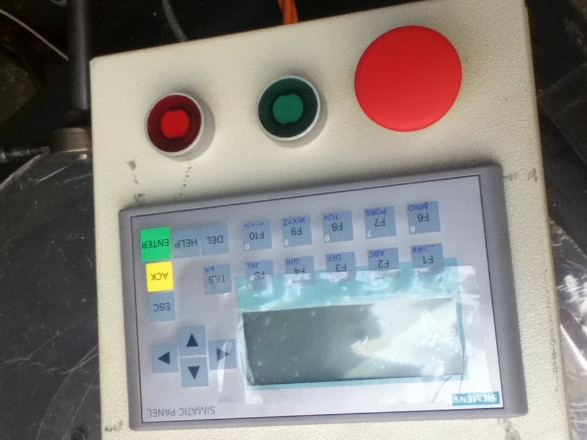 SIEMENS
SIMATIC PANEL
F1 F2 ABC F3 DEF F4 GHI F5 JKL TAB ESC
ACK
F6 MNO F7 PQRS F8 TUV F9 WXYZ F10 DEL HELP ENTER